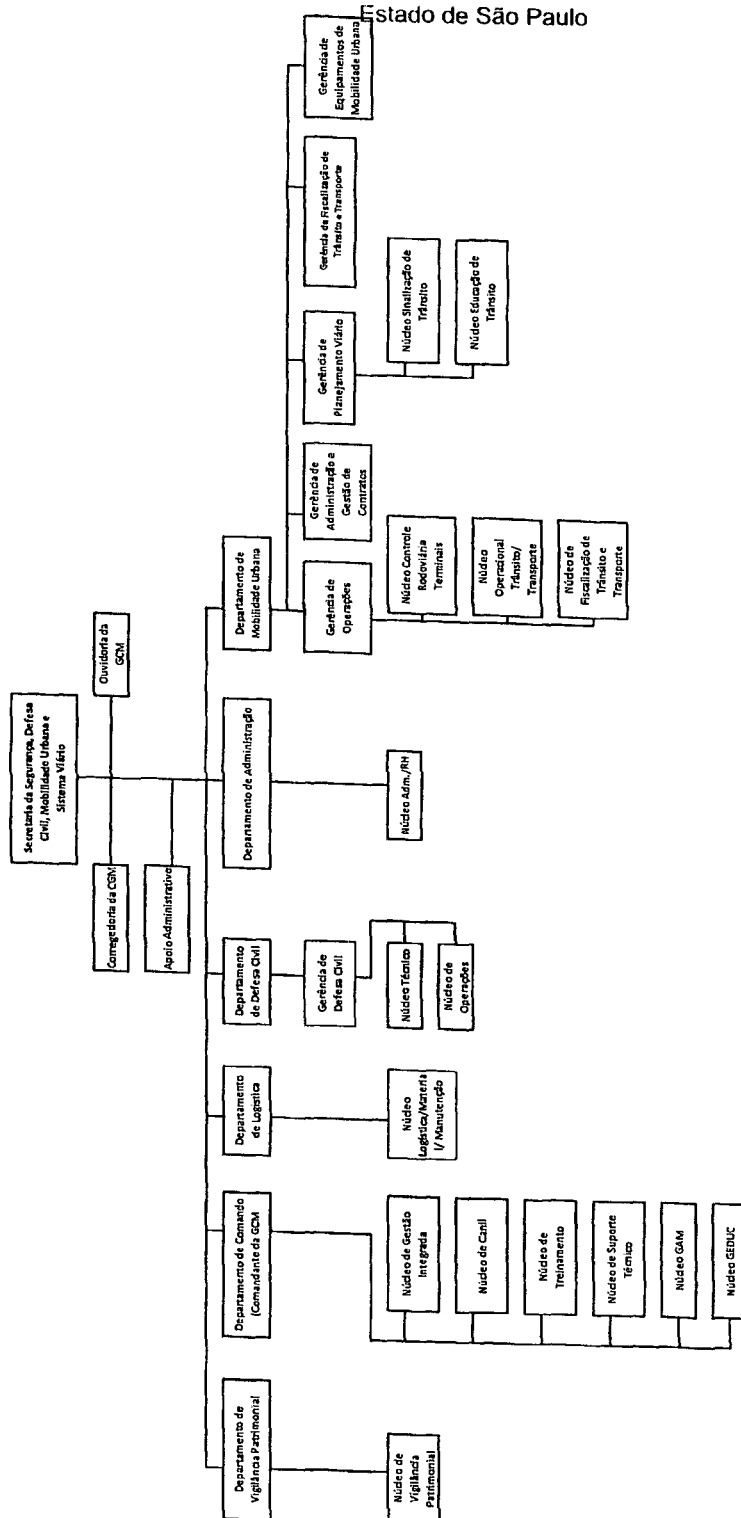 Estado de São Paulo
Secretaria da Segurança, Defesa
Civil, Mobilidade Urbana e
Sistema Viário
Corregedoria da CGM
Ouvidoria da
GCM
Apoio Administrativo
Departamento de
Vigilância Patrimonial
Departamento de Comando
(Comandante da GCM
Departamento
de Logística
Departamento
de Defesa Civil
Departamento de Administração
Departamento de
Mobilidade Urbana
Gerência de
Defesa Civil
Gerência de
Operações
Gerência de
Administração e
Gestão de
Contratos
Gerência de
Planejamento Viário
Gerência de Fiscalização de
Trânsito e Transporte
Gerência de
Equipamentos de
Mobilidade Urbana
Núcleo de
Vigilância
Patrimonial
Núcleo de Gestão
Integrada
Núcleo de Canil
Núcleo de
Treinamento
Núcleo de Suporte
Técnico
Núcleo GAM
Núcleo GEDUC
Núcleo
Logística/Materia
l/ Manutenção
Núcleo Técnico
Núcleo de
Operações
Núcleo Adm./RH
Núcleo Controle
Rodoviária
Terminais
Núcleo
Operacional
Trânsito/
Transporte
Núcleo de
Fiscalização de
Trânsito e
Transporte
Núcleo Sinalização de
Trânsito
Núcleo Educação de
Trânsito